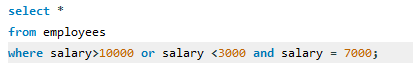 select *
from employees
where salary>10000 or salary <3000 and salary = 7000;